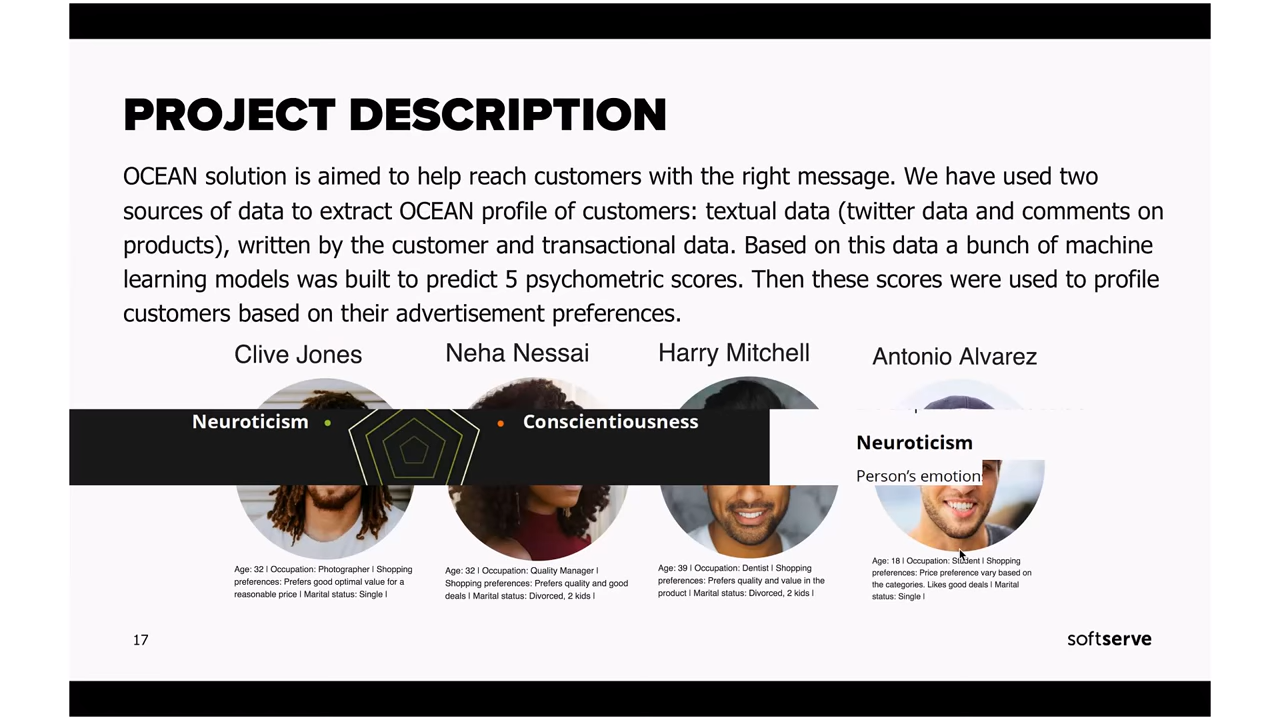 PROJECT DESCRIPTION
OCEAN solution is aimed to help reach customers with the right message. We have used two
sources of data to extract OCEAN profile of customers: textual data (twitter data and comments on
products), written by the customer and transactional data. Based on this data a bunch of machine
learning models was built to predict 5 psychometric scores. Then these scores were used to profile
customers based on their advertisement preferences.
Clive Jones
Neha Nessai
Harry Mitchell
Antonio Alvarez
Neuroticism
Conscientiousness
Neuroticism
Person's emotion
Age: 32 | Occupation: Photographer | Shopping
preferences: Prefers good optimal value for a
reasonable price | Marital status: Single |
Age: 32 | Occupation: Quality Manager |
Shopping preferences: Prefers quality and good
deals | Marital status: Divorced, 2 kids |
Age: 39 | Occupation: Dentist | Shopping
preferences: Prefers quality and value in the
product | Marital status: Divorced, 2 kids |
Age: 18 | Occupation: Student | Shopping
preferences: Price preference vary based on
the categories. Likes good deals | Marital
status: Single |
17
softserve